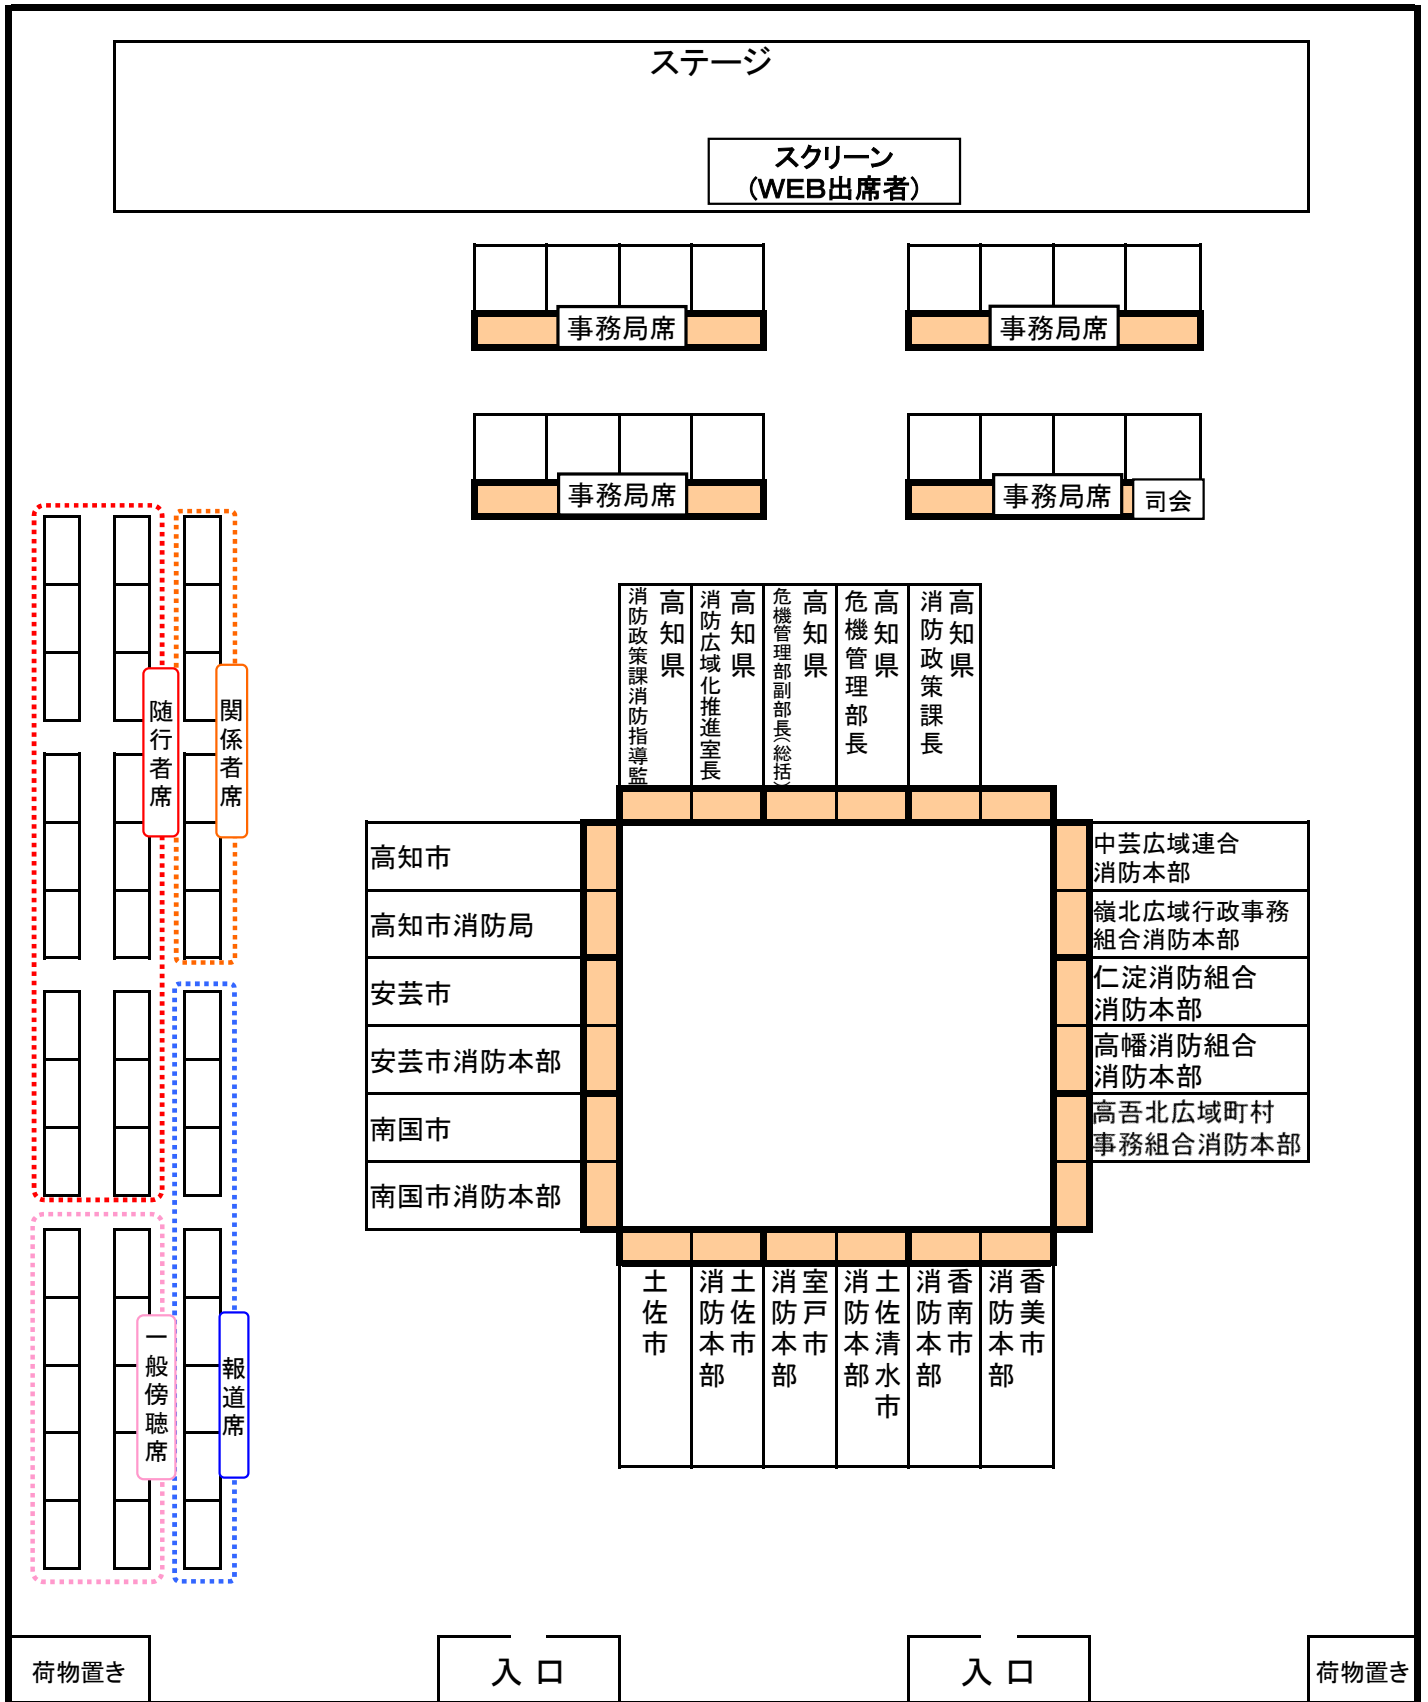 ステージ
スクリーン
(WEB出席者)
事務局席
事務局席
事務局席
事務局席
司会
高知県
消防政策課消防指導監
高知県
消防広域化推進室長
高知県
危機管理部副部長(総括)
高知県
危機管理部長
高知県
消防政策課長
随行者席
関係者席
高知市
高知市消防局
安芸市
安芸市消防本部
南国市
南国市消防本部
中芸広域連合
消防本部
嶺北広域行政事務
組合消防本部
仁淀消防組合
消防本部
高幡消防組合
消防本部
高吾北広域町村
事務組合消防本部
土佐市
土佐市
消防本部
室戸市
消防本部
土佐清水市
消防本部
香南市
消防本部
香美市
消防本部
一般傍聴席
報道席
荷物置き
入 口
入 口
荷物置き